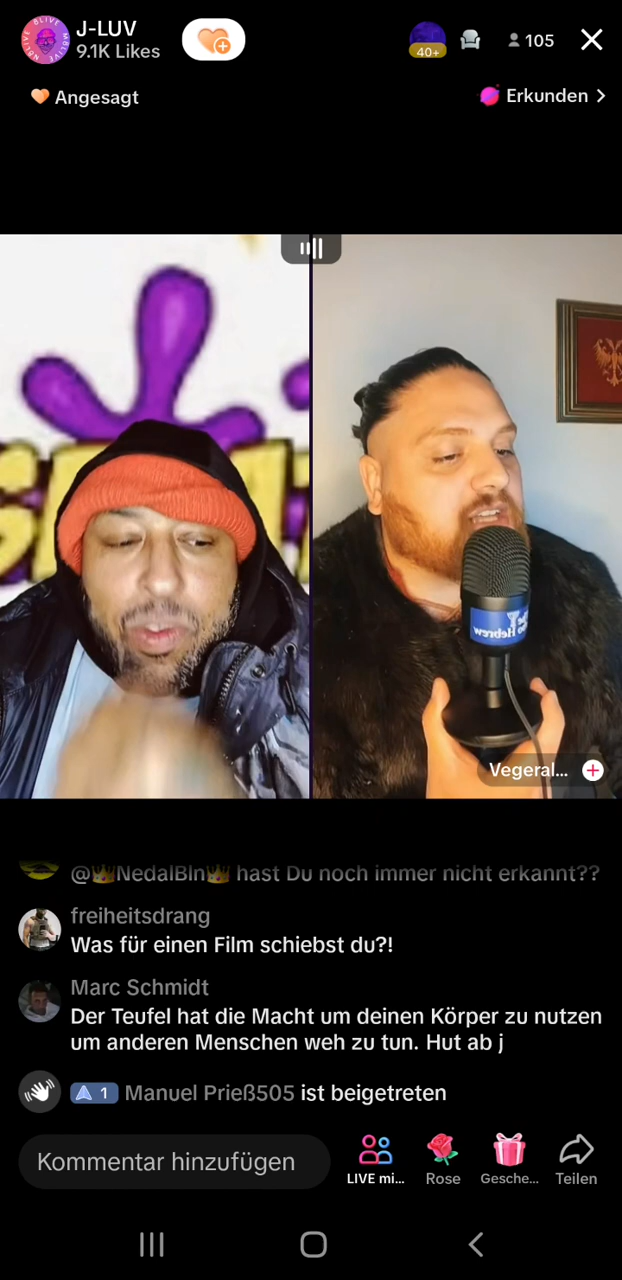 J-LUV
9.1K Likes
40+
105
Angesagt
Erkunden
Vegeral...
@👑NedalBln👑 hast Du noch immer nicht erkannt??
freiheitsdrang
Was für einen Film schiebst du?!
Marc Schmidt
Der Teufel hat die Macht um deinen Körper zu nutzen
um anderen Menschen weh zu tun. Hut ab j
1 Manuel Prieß505 ist beigetreten
Kommentar hinzufügen
LIVE mi...
Rose
Gesche...
Teilen